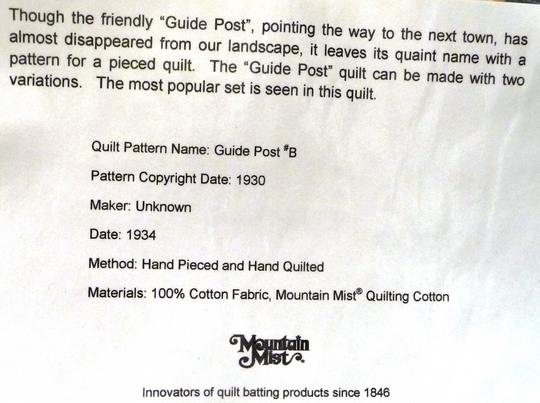 Though the friendly “Guide Post”, pointing the way to the next town, has
almost disappeared from our landscape, it leaves its quaint name with a
pattern for a pieced quilt. The “Guide Post” quilt can be made with two
variations. The most popular set is seen in this quilt.
Quilt Pattern Name: Guide Post #B
Pattern Copyright Date: 1930
Maker: Unknown
Date: 1934
Method: Hand Pieced and Hand Quilted
Materials: 100% Cotton Fabric, Mountain Mist® Quilting Cotton
Mountain
Mist®
Innovators of quilt batting products since 1846